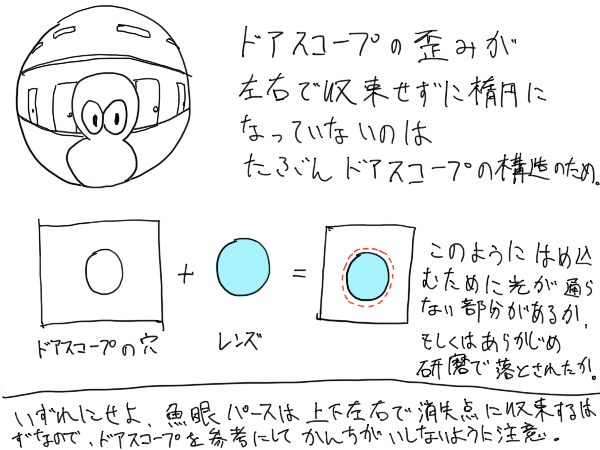 ドアスコープの歪みが
左右で収束せずに楕円に
なっていないのは
たぶん ドアスコープの構造のため。
ドアスコープの穴
+
レンズ
=
このように はめ込
むために光が通ら
ない部分があるか、
もしくはあらかじめ
研磨で落とされたか。
いずれにせよ、魚眼パースは上下左右で消失点に収束するは
ずなので、ドアスコープを参考にしてかんちがいしないように注意。